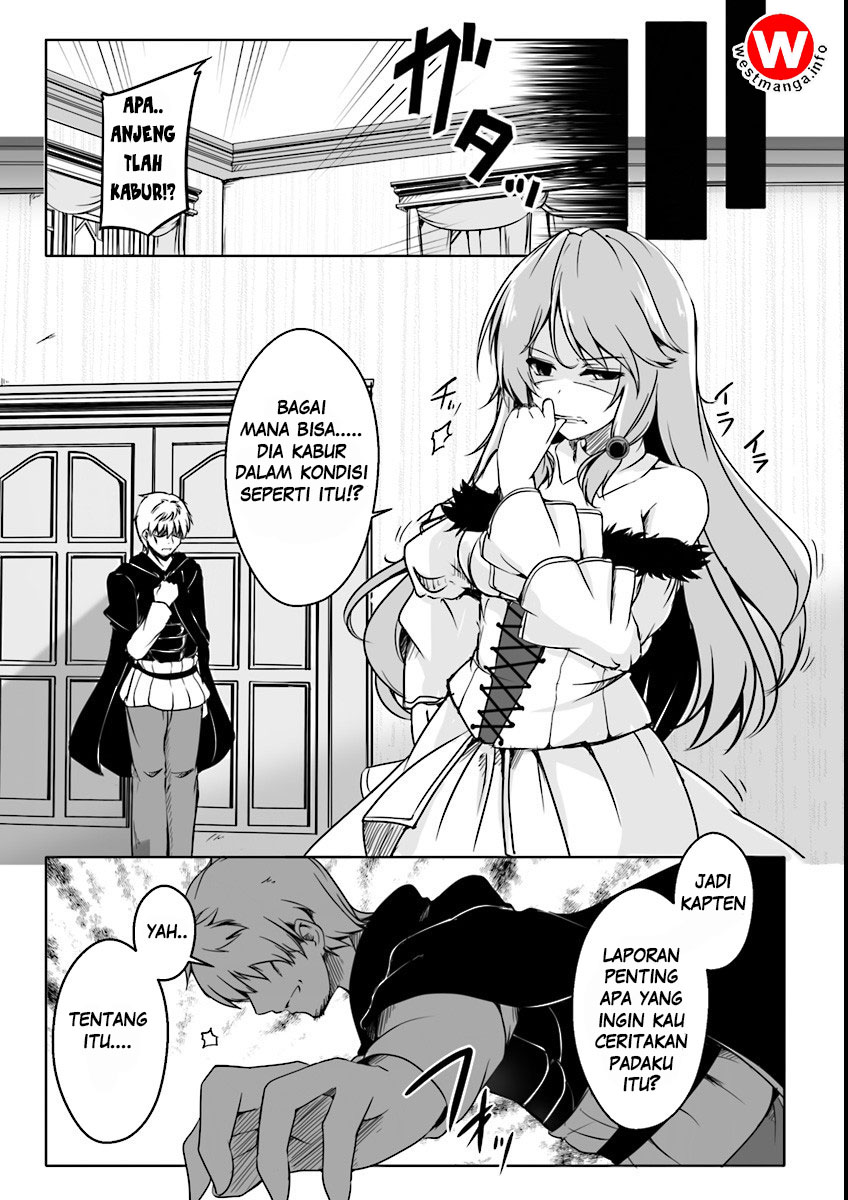 W
westmanga.info
ガタッ
APA..
ANJENG
TLAH
KABUR!?
BAGAI
MANA BISA.....
DIA KABUR
DALAM KONDISI
SEPERTI ITU!?
チッ
イライラ
JADI
KAPTEN
LAPORAN
PENTING
APA YANG
INGIN KAU
CERITAKAN
PADAKU
ITU?
YAH..
TENTANG
ITU....